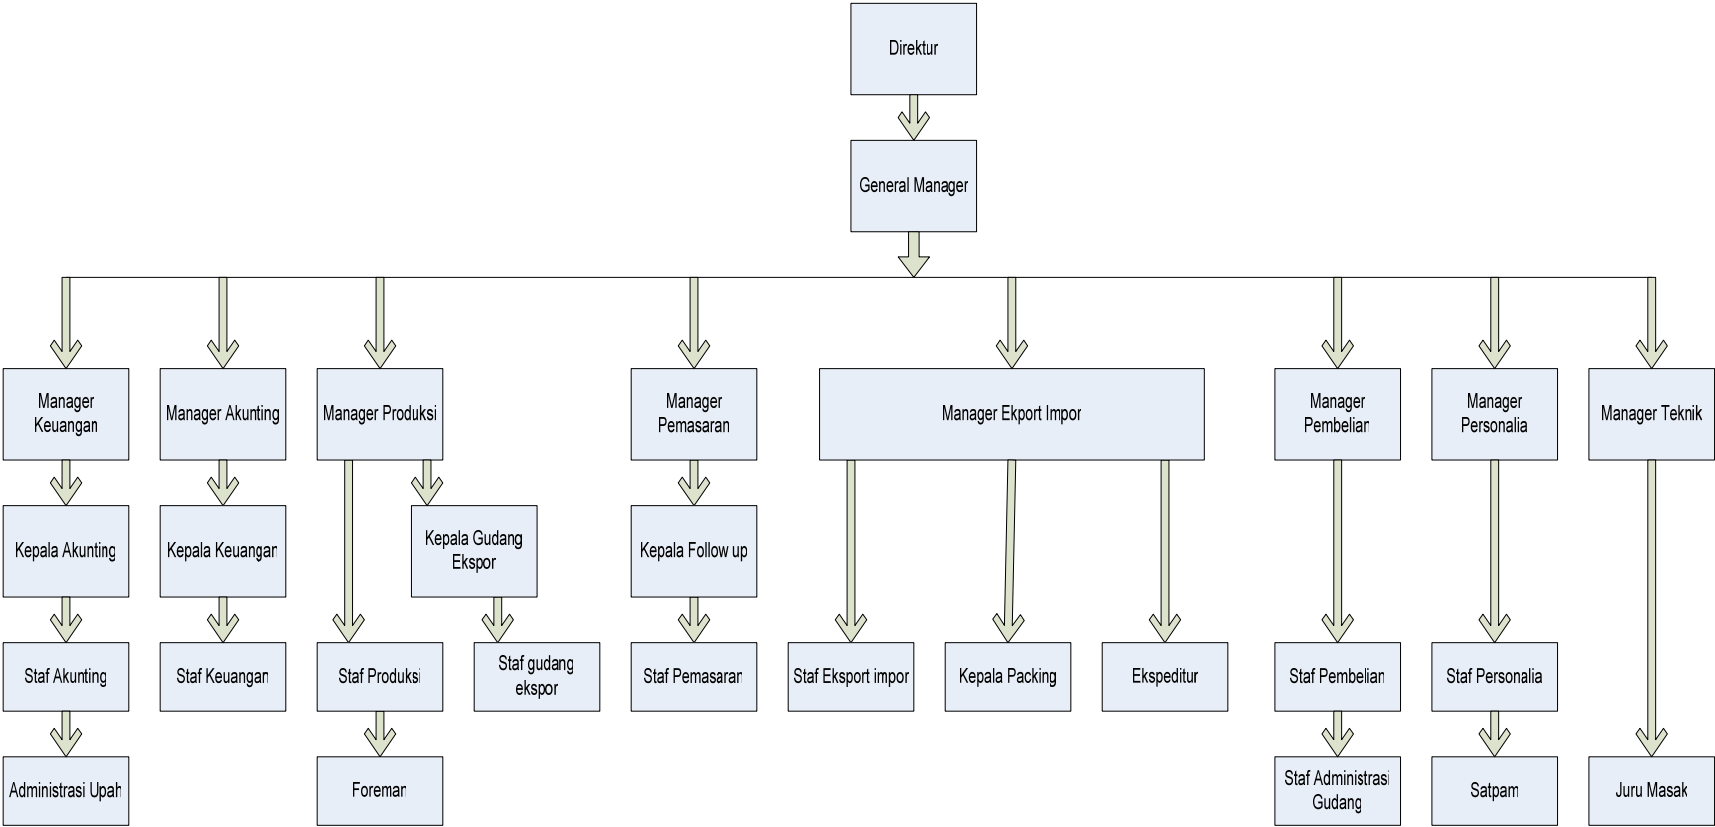 Direktur
General Manager
Manager
Keuangan
Manager Akunting
Manager Produksi
Manager
Pemasaran
Manager Ekport Impor
Manager
Pembelian
Manager
Personalia
Manager Teknik
Kepala Akunting
Kepala Keuangan
Kepala Gudang
Ekspor
Kepala Follow up
Staf Akunting
Staf Keuangan
Staf Produksi
Staf gudang
ekspor
Staf Pemasaran
Staf Eksport impor
Kepala Packing
Ekspeditur
Staf Pembelian
Staf Personalia
Administrasi Upah
Foreman
Staf Administrasi
Gudang
Satpam
Juru Masak